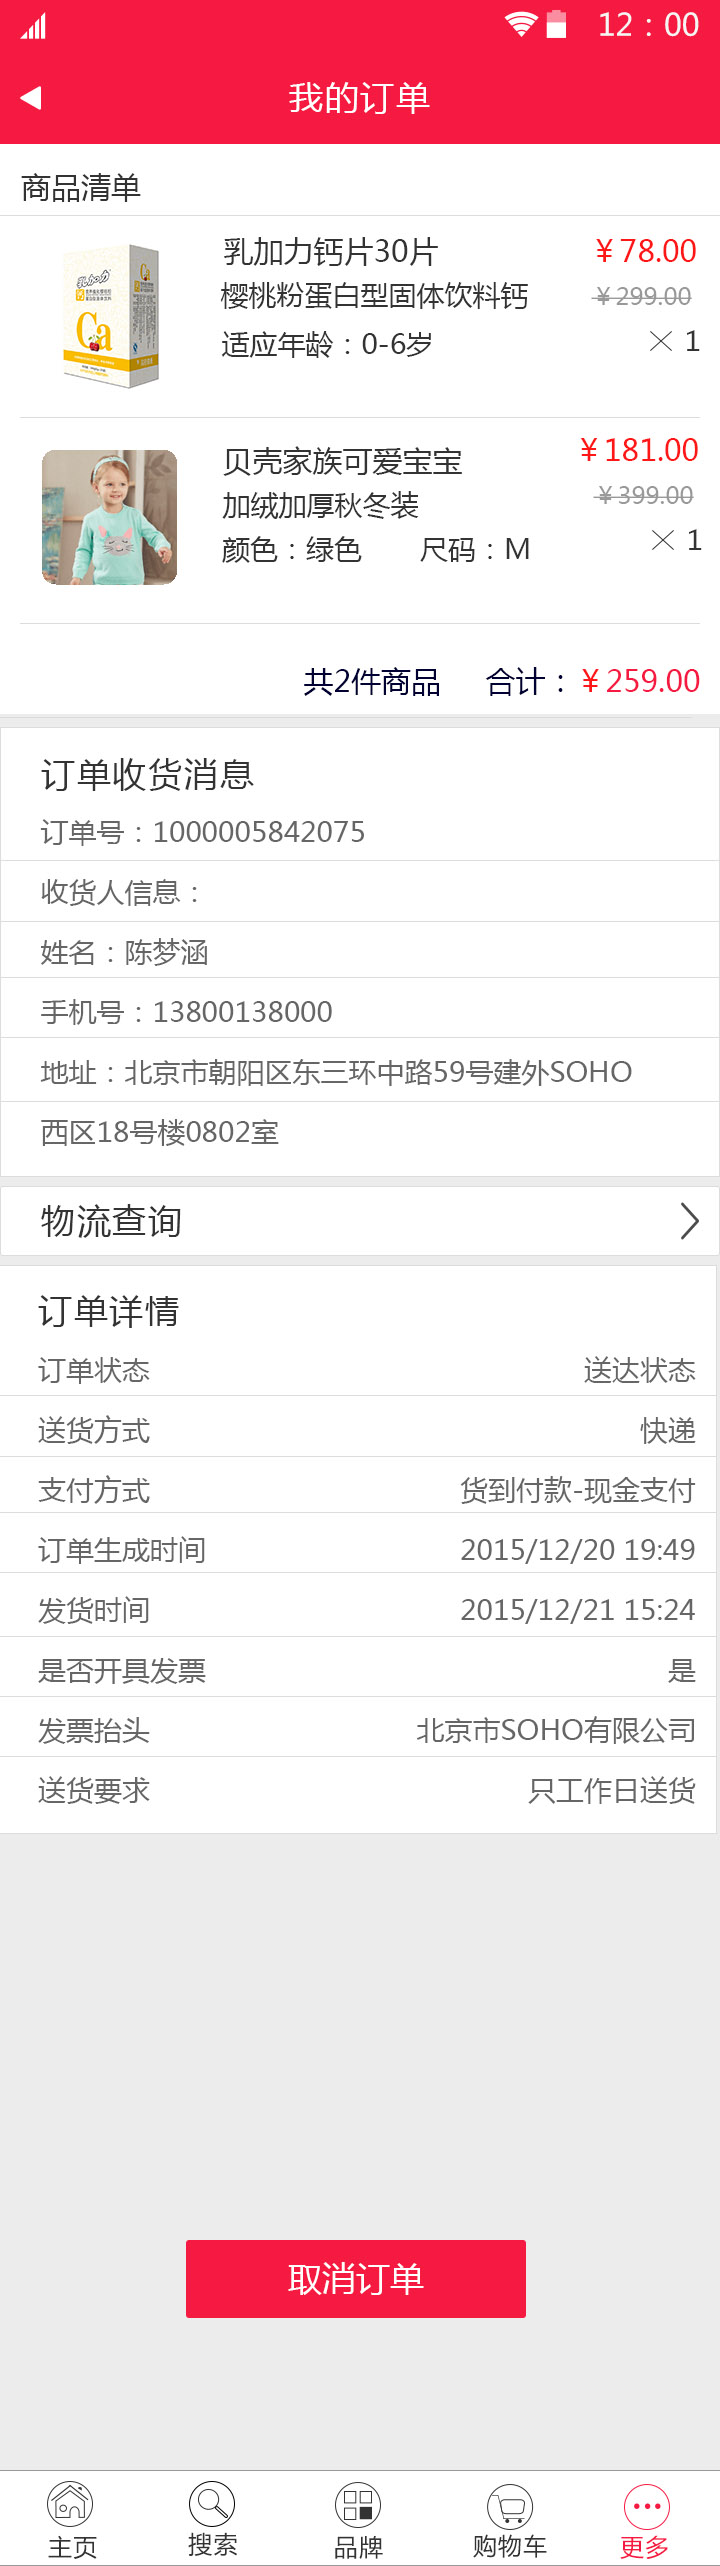 12：00
我的订单
商品清单
乳加力
Ca
Ca
乳加力钙片30片
¥78.00
樱桃粉蛋白型固体饮料钙
¥299.00
适应年龄：0-6岁
× 1
贝壳家族可爱宝宝
¥181.00
加绒加厚秋冬装
¥399.00
颜色：绿色 尺码：M
× 1
共2件商品 合计：¥259.00
订单收货消息
订单号：1000005842075
收货人信息：
姓名：陈梦涵
手机号：13800138000
地址：北京市朝阳区东三环中路59号建外SOHO
西区18号楼0802室
物流查询
订单详情
订单状态 送达状态
送货方式 快递
支付方式 货到付款-现金支付
订单生成时间 2015/12/20 19:49
发货时间 2015/12/21 15:24
是否开具发票 是
发票抬头 北京市SOHO有限公司
送货要求 只工作日送货
取消订单
主页 搜索 品牌 购物车 更多